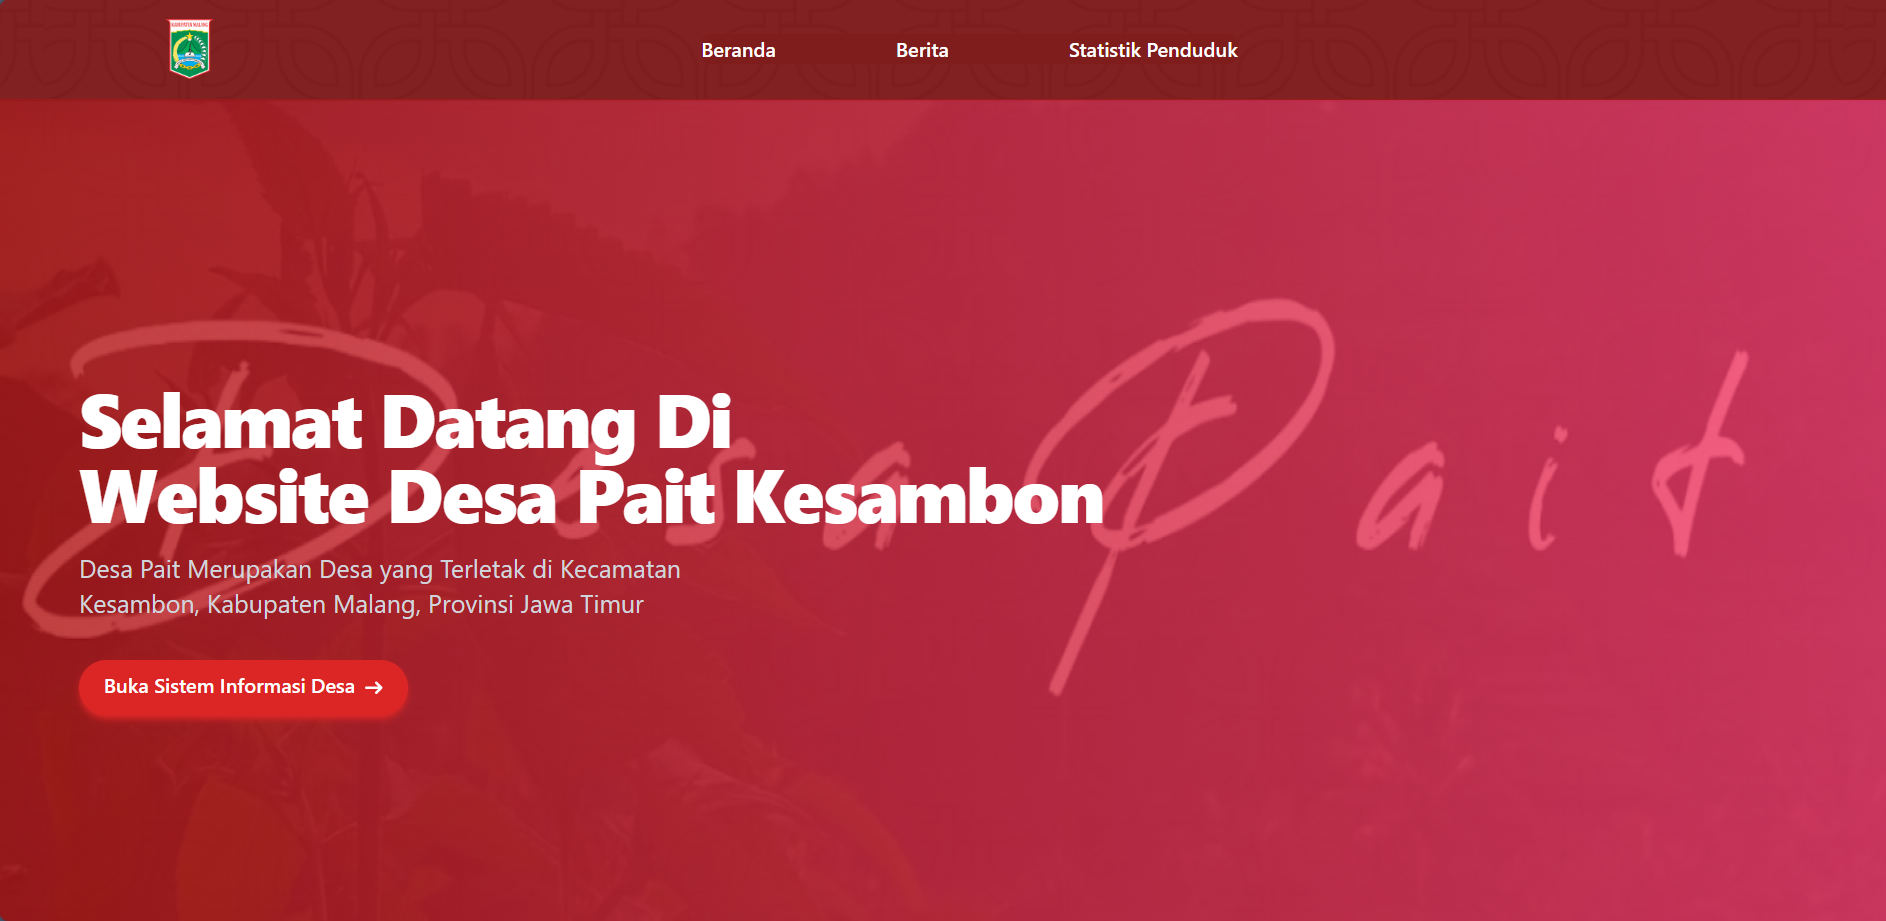 KABUPATEN MALANG
Beranda
Berita
Statistik Penduduk
Desa Pait
Selamat Datang Di
Website Desa Pait Kesambon
Desa Pait Merupakan Desa yang Terletak di Kecamatan
Kesambon, Kabupaten Malang, Provinsi Jawa Timur
Buka Sistem Informasi Desa →